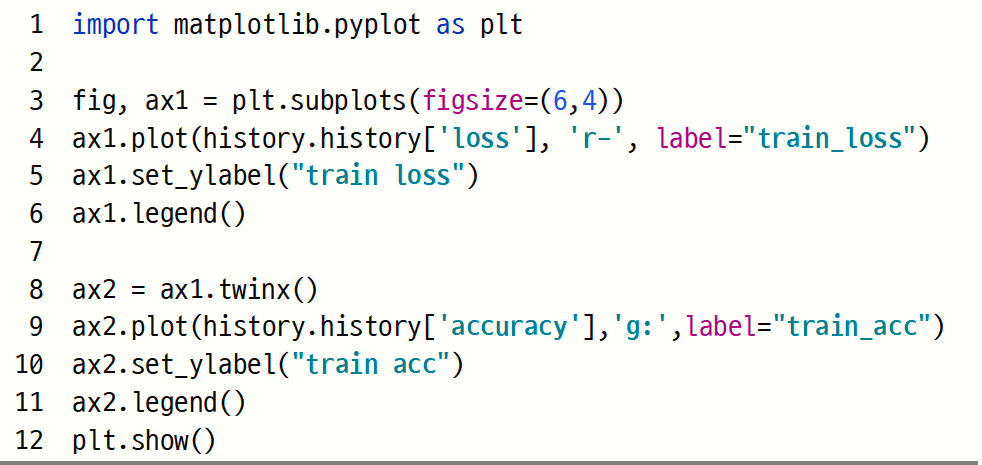 1 import matplotlib.pyplot as plt
2
3 fig, ax1 = plt.subplots(figsize=(6,4))
4 ax1.plot(history.history['loss'], 'r-', label="train_loss")
5 ax1.set_ylabel("train loss")
6 ax1.legend()
7
8 ax2 = ax1.twinx()
9 ax2.plot(history.history['accuracy'],'g:',label="train_acc")
10 ax2.set_ylabel("train acc")
11 ax2.legend()
12 plt.show()